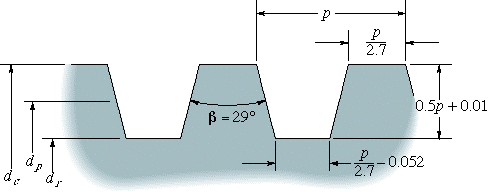 p
p
2.7
0.5p + 0.01
β = 29°
d_c
d_p
d_r
p
2.7 - 0.052